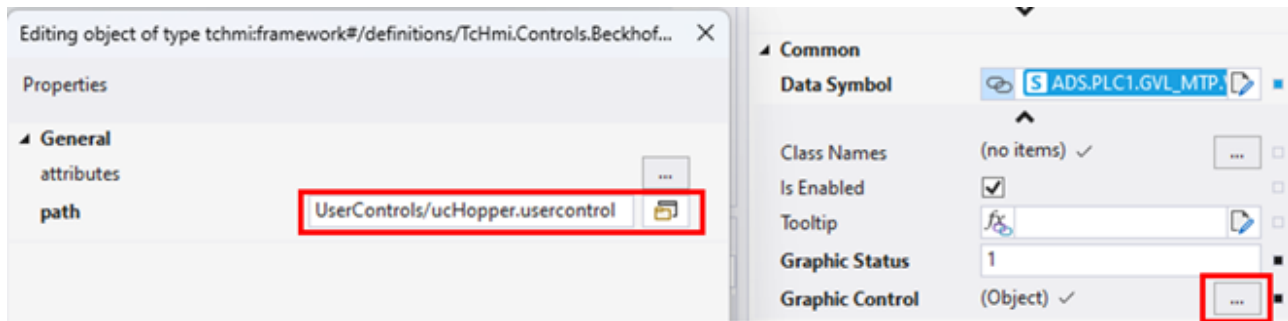 Editing object of type tchmi:framework#/definitions/TcHmi.Controls.Beckhof...
Properties
General
attributes
...
path
UserControls/ucHopper.usercontrol
Common
Data Symbol
S ADS.PLC1.GVL_MTP.
Class Names
(no items)
...
Is Enabled
Tooltip
fx
Graphic Status
1
Graphic Control
(Object)
...